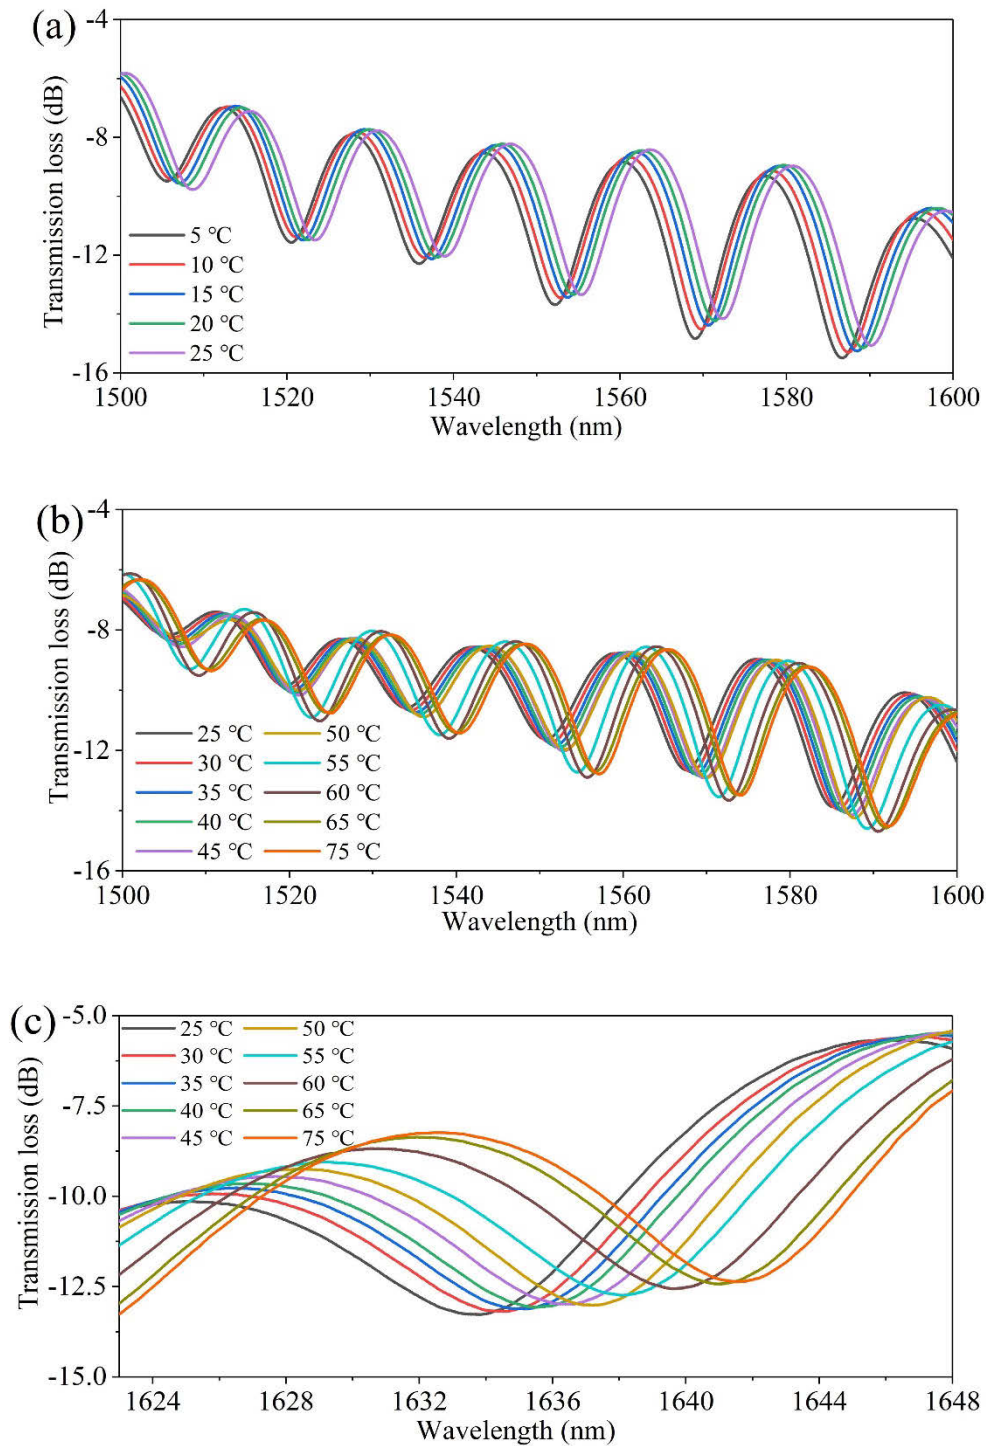 (a)
Transmission loss (dB)
-4
-8
-12
-16
5 ℃
10 ℃
15 ℃
20 ℃
25 ℃
1500 1520 1540 1560 1580 1600
Wavelength (nm)
(b)
Transmission loss (dB)
-4
-8
-12
-16
25 ℃ 50 ℃
30 ℃ 55 ℃
35 ℃ 60 ℃
40 ℃ 65 ℃
45 ℃ 75 ℃
1500 1520 1540 1560 1580 1600
Wavelength (nm)
(c)
Transmission loss (dB)
-5.0
-7.5
-10.0
-12.5
-15.0
25 ℃ 50 ℃
30 ℃ 55 ℃
35 ℃ 60 ℃
40 ℃ 65 ℃
45 ℃ 75 ℃
1624 1628 1632 1636 1640 1644 1648
Wavelength (nm)